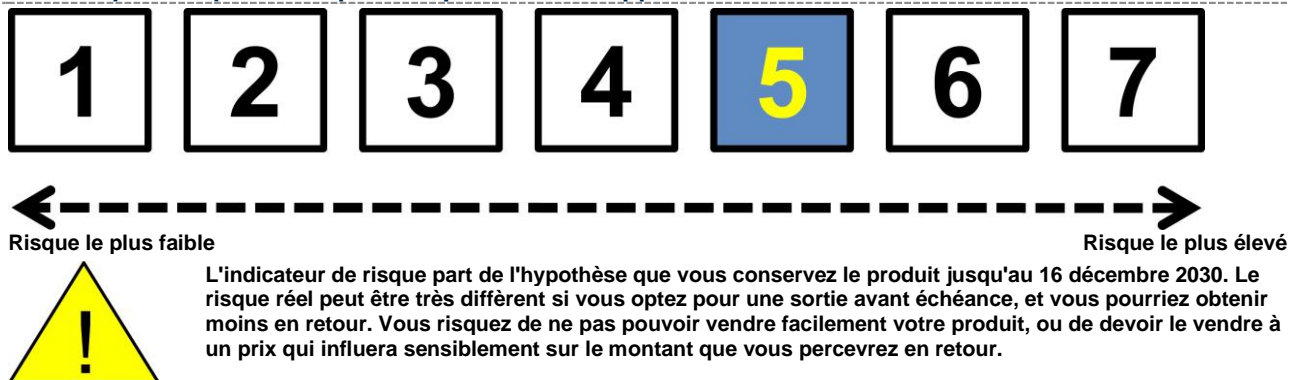 1 2 3 4 5 6 7
Risque le plus faible Risque le plus élevé
L'indicateur de risque part de l'hypothèse que vous conservez le produit jusqu'au 16 décembre 2030. Le
risque réel peut être très diffèrent si vous optez pour une sortie avant échéance, et vous pourriez obtenir
moins en retour. Vous risquez de ne pas pouvoir vendre facilement votre produit, ou de devoir le vendre à
un prix qui influera sensiblement sur le montant que vous percevrez en retour.
!